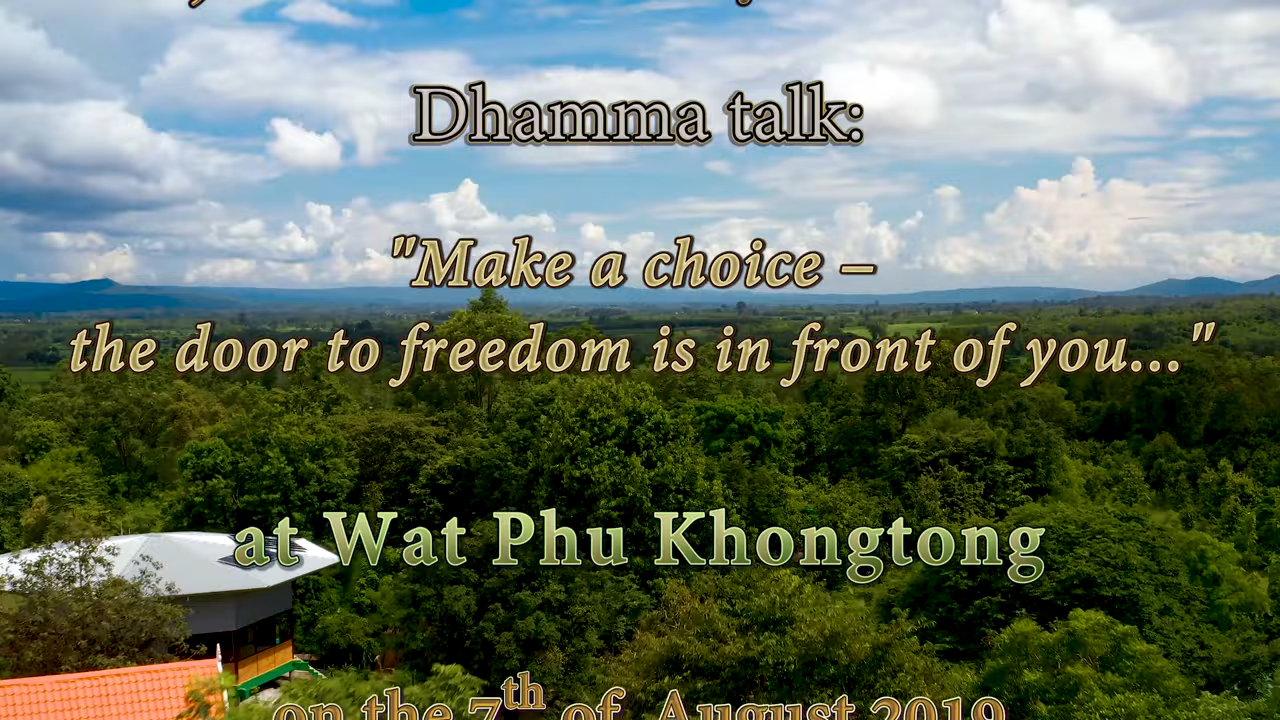 Dhamma talk:
"Make a choice –
the door to freedom is in front of you..."
at Wat Phu Khongtong
on the 7th of August 2019